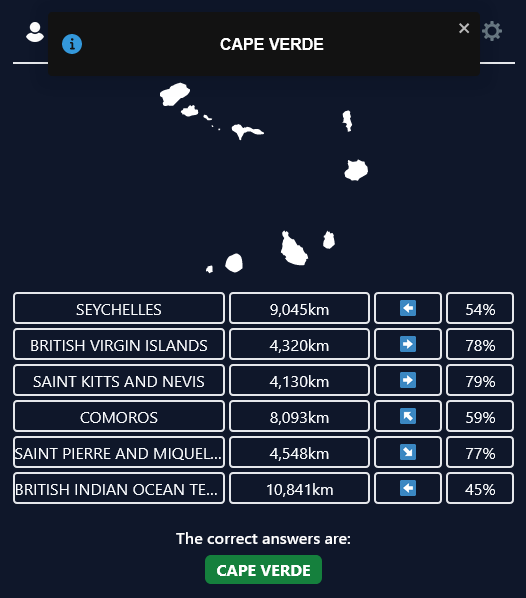 CAPE VERDE
SEYCHELLES 9,045km 54%
BRITISH VIRGIN ISLANDS 4,320km 78%
SAINT KITTS AND NEVIS 4,130km 79%
COMOROS 8,093km 59%
SAINT PIERRE AND MIQUEL... 4,548km 77%
BRITISH INDIAN OCEAN TE... 10,841km 45%
The correct answers are:
CAPE VERDE